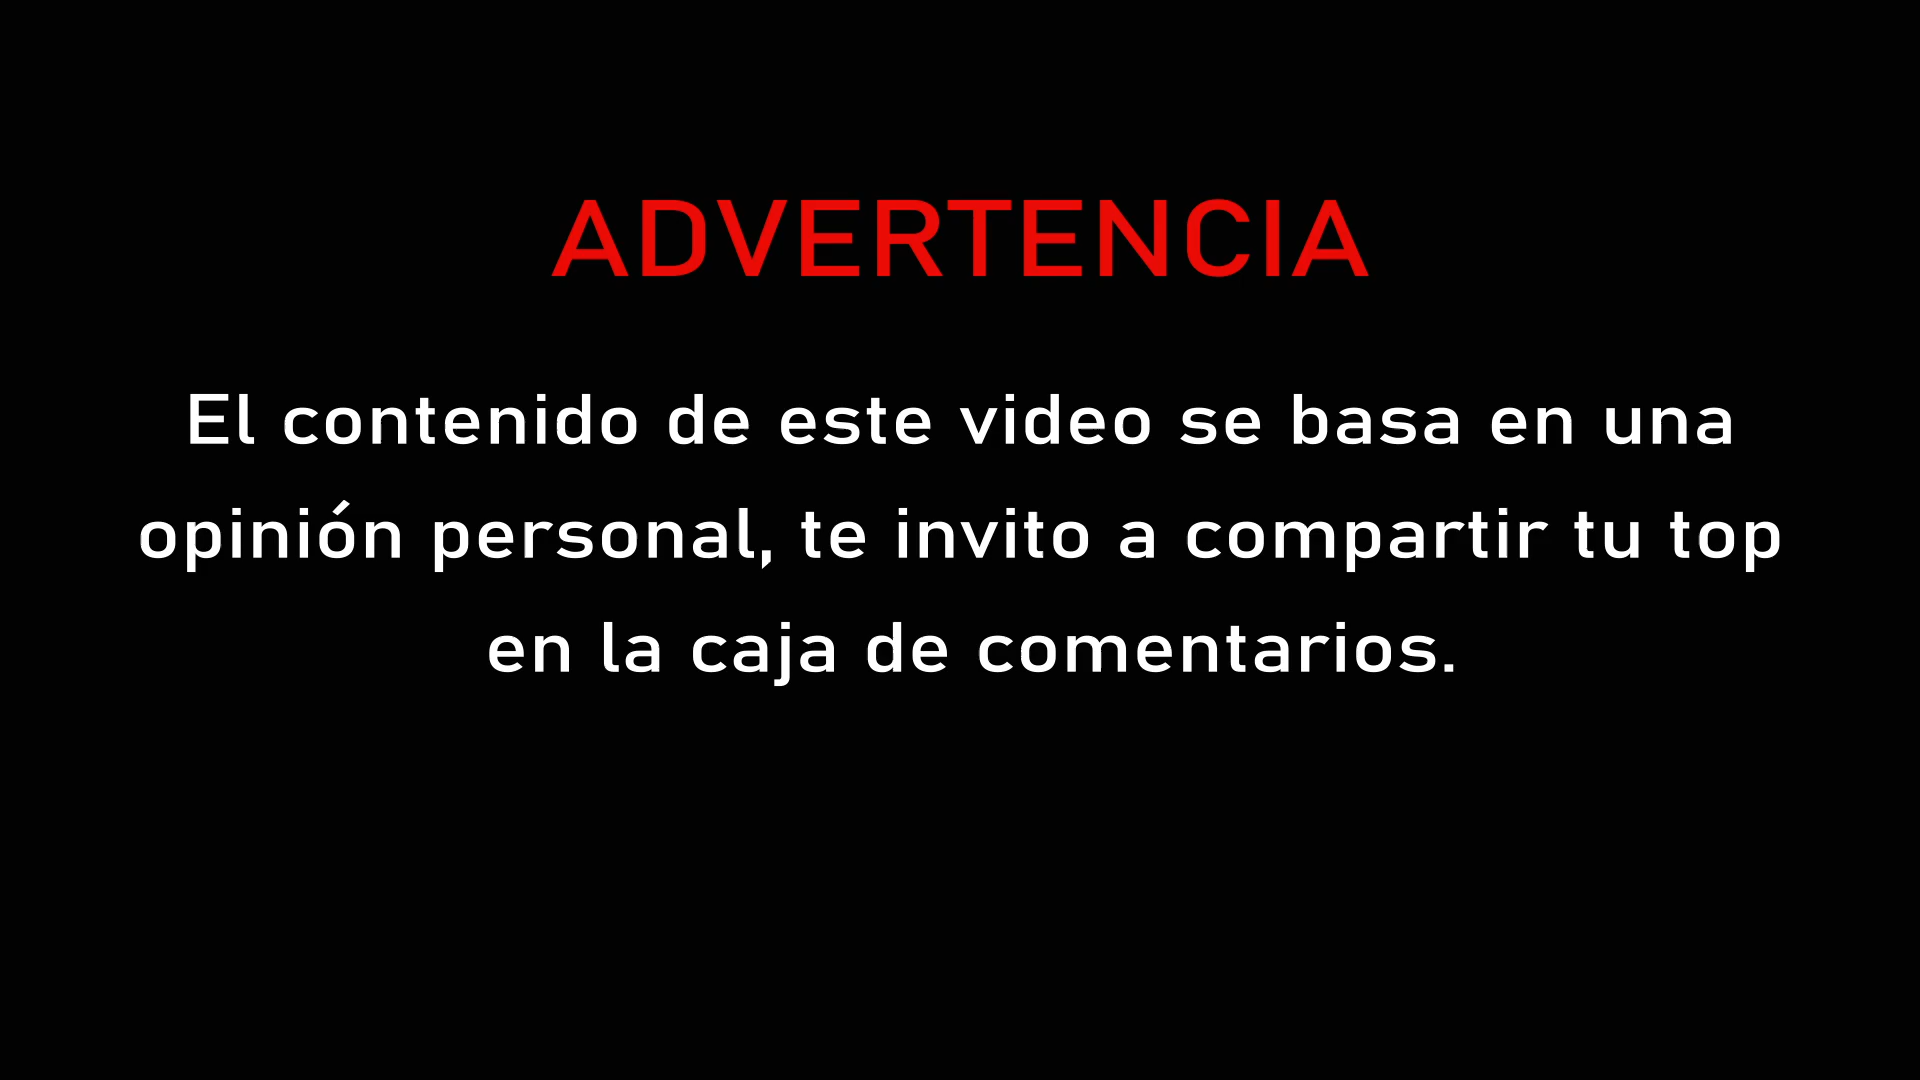 ADVERTENCIA
El contenido de este video se basa en una
opinión personal, te invito a compartir tu top
en la caja de comentarios.